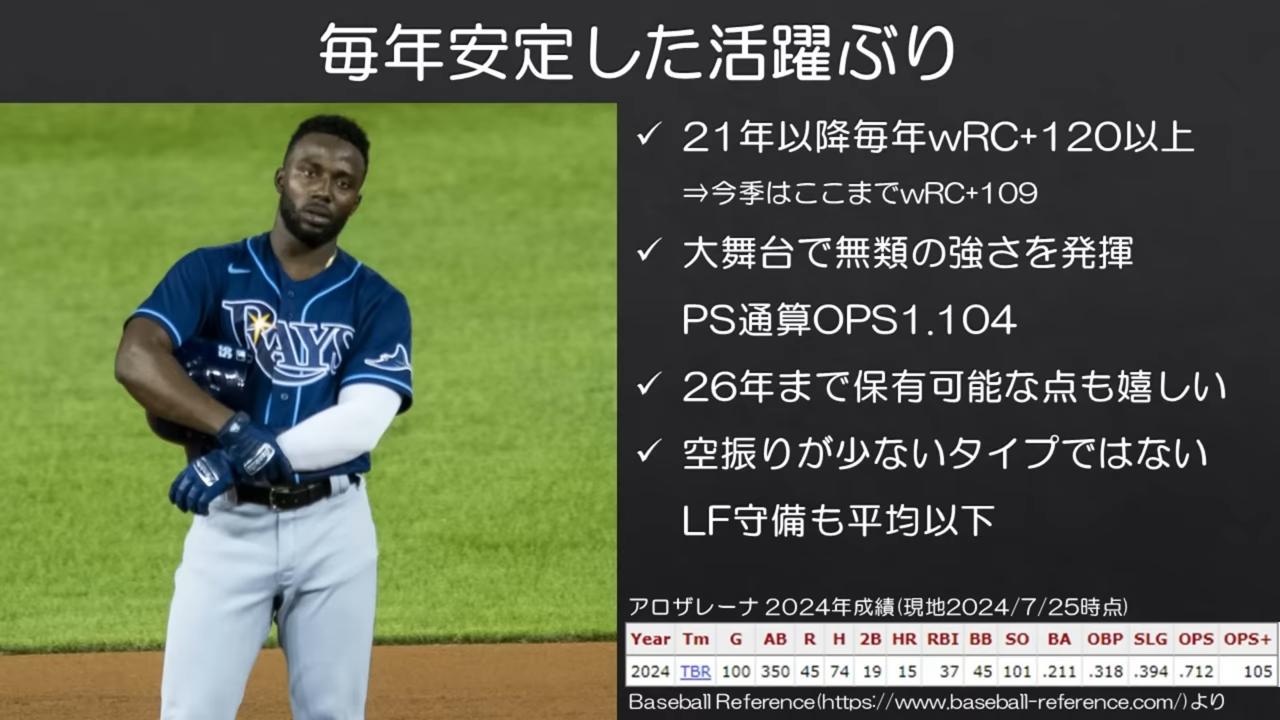 毎年安定した活躍ぶり
✓ 21年以降毎年wRC+120以上
⇒今季はここまでwRC+109
✓ 大舞台で無類の強さを発揮
PS通算OPS1.104
✓ 26年まで保有可能な点も嬉しい
✓ 空振りが少ないタイプではない
LF守備も平均以下
RAYS
アロザレーナ 2024年成績(現地2024/7/25時点)
Year Tm G AB R H 2B HR RBI BB SO BA OBP SLG OPS OPS+
2024 TBR 100 350 45 74 19 15 37 45 101 .211 .318 .394 .712 105
Baseball Reference(https://www.baseball-reference.com/)より